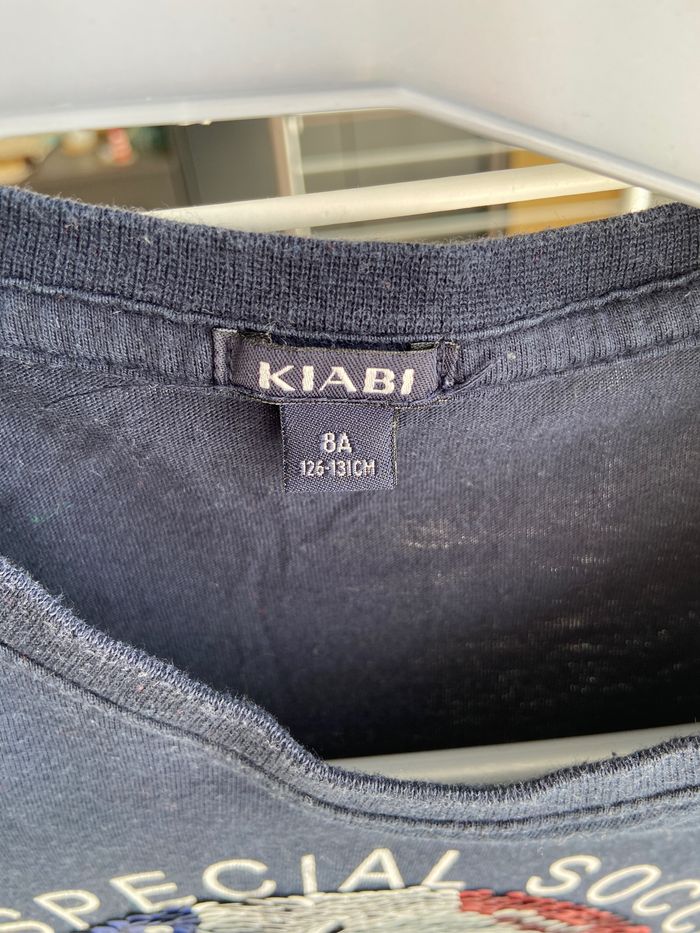 KIABI
8A
126-131CM
SPECIAL SOCC